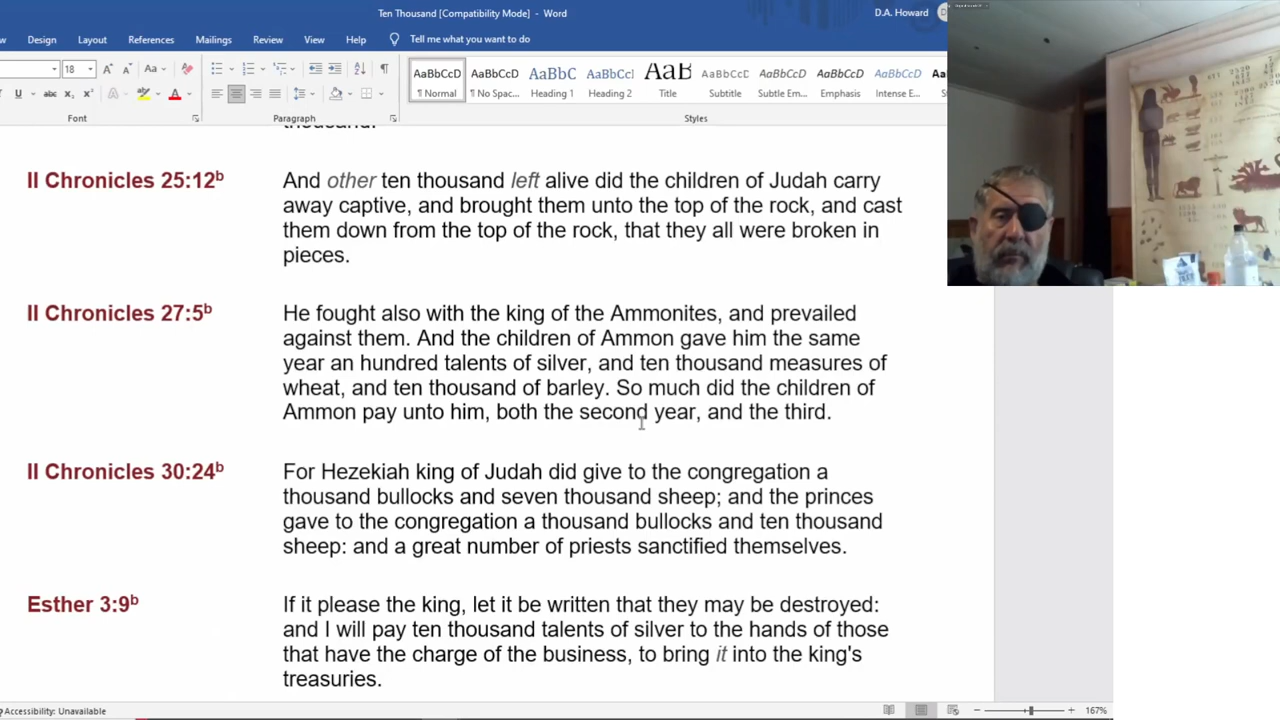 Ten Thousand [Compatibility Mode] - Word
D.A. Howard
Design Layout References Mailings Review View Help Tell me what you want to do
18 Aa
AaBbCcD AaBbCcD AaBbC AaBbCcI AaB AaBbCcD AaBbCcD AaBbCcD AaBbCcD
¶ Normal ¶ No Spac... Heading 1 Heading 2 Title Subtitle Subtle Em... Emphasis Intense E...
Font Paragraph Styles
thousand.
II Chronicles 25:12b And other ten thousand left alive did the children of Judah carry
away captive, and brought them unto the top of the rock, and cast
them down from the top of the rock, that they all were broken in
pieces.
II Chronicles 27:5b He fought also with the king of the Ammonites, and prevailed
against them. And the children of Ammon gave him the same
year an hundred talents of silver, and ten thousand measures of
wheat, and ten thousand of barley. So much did the children of
Ammon pay unto him, both the second year, and the third.
II Chronicles 30:24b For Hezekiah king of Judah did give to the congregation a
thousand bullocks and seven thousand sheep; and the princes
gave to the congregation a thousand bullocks and ten thousand
sheep: and a great number of priests sanctified themselves.
Esther 3:9b If it please the king, let it be written that they may be destroyed:
and I will pay ten thousand talents of silver to the hands of those
that have the charge of the business, to bring it into the king's
treasuries.
Accessibility: Unavailable
167%